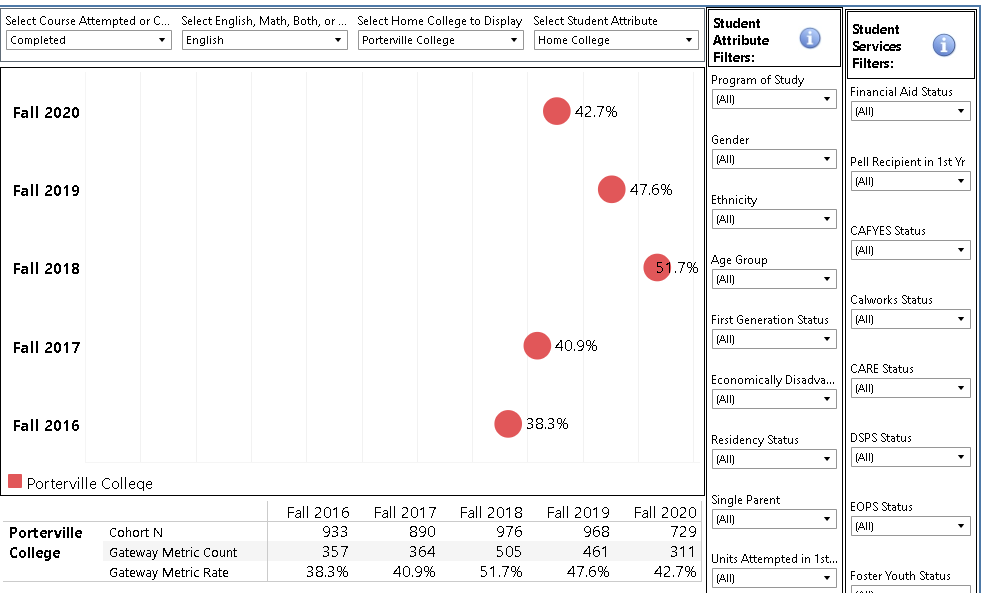 Select Course Attempted or C... Select English, Math, Both, or ... Select Home College to Display Select Student Attribute
Completed English Porterville College Home College
Fall 2020 42.7%
Fall 2019 47.6%
Fall 2018 51.7%
Fall 2017 40.9%
Fall 2016 38.3%
Porterville College
Fall 2016 Fall 2017 Fall 2018 Fall 2019 Fall 2020
Porterville Cohort N 933 890 976 968 729
College Gateway Metric Count 357 364 505 461 311
Gateway Metric Rate 38.3% 40.9% 51.7% 47.6% 42.7%
Student
Attribute
Filters:
Program of Study
(All)
Gender
(All)
Ethnicity
(All)
Age Group
(All)
First Generation Status
(All)
Economically Disadva...
(All)
Residency Status
(All)
Single Parent
(All)
Units Attempted in 1st...
(All)
Student
Services
Filters:
Financial Aid Status
(All)
Pell Recipient in 1st Yr
(All)
CAFYES Status
(All)
Calworks Status
(All)
CARE Status
(All)
DSPS Status
(All)
EOPS Status
(All)
Foster Youth Status